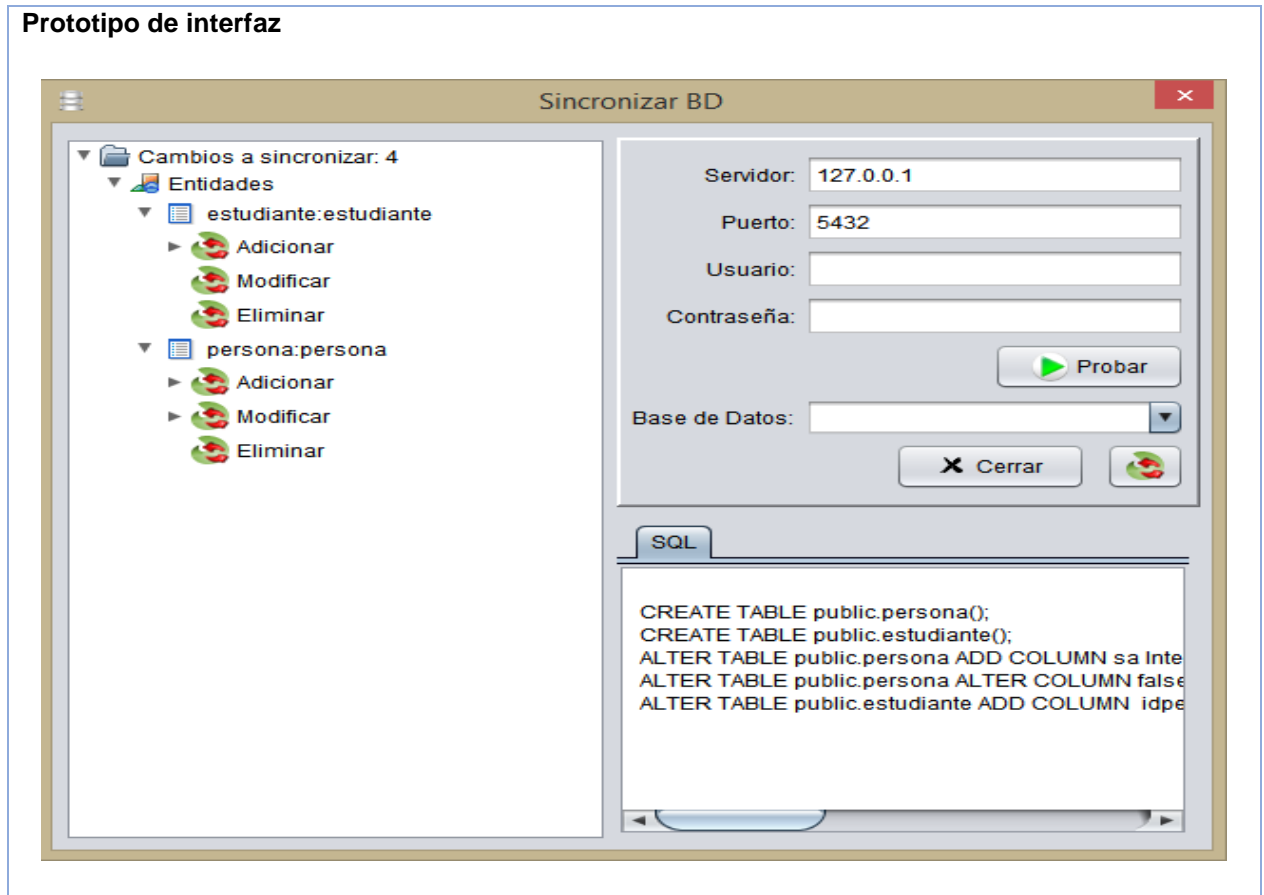 Prototipo de interfaz
Sincronizar BD
Cambios a sincronizar: 4
Entidades
estudiante:estudiante
Adicionar
Modificar
Eliminar
persona:persona
Adicionar
Modificar
Eliminar
Servidor: 127.0.0.1
Puerto: 5432
Usuario:
Contraseña:
Probar
Base de Datos:
Cerrar
SQL
CREATE TABLE public.persona();
CREATE TABLE public.estudiante();
ALTER TABLE public.persona ADD COLUMN sa Inte
ALTER TABLE public.persona ALTER COLUMN false
ALTER TABLE public.estudiante ADD COLUMN idpe